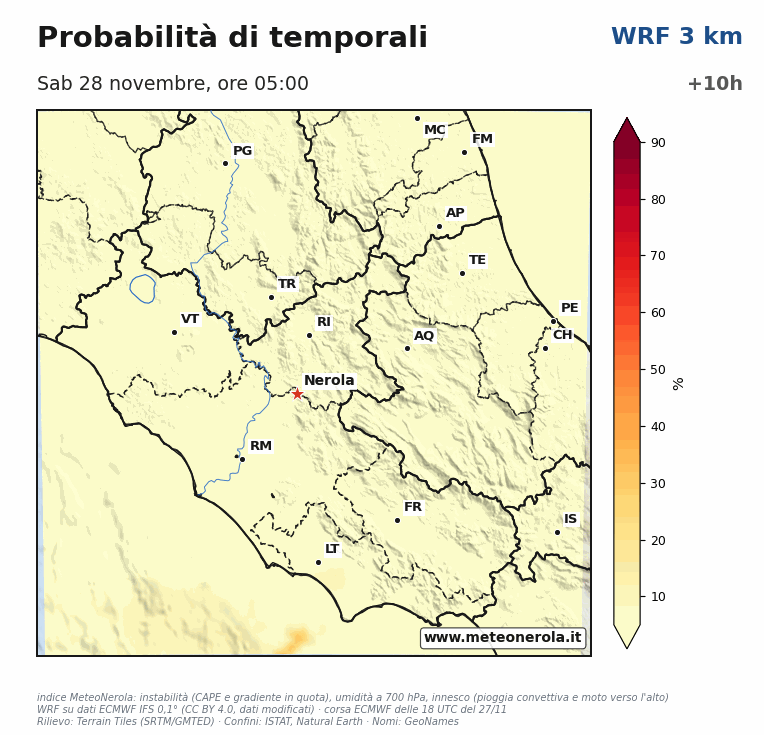 Probabilità di temporali
WRF 3 km
Sab 28 novembre, ore 05:00
+10h
MC
FM
PG
AP
TE
TR
PE
VT
RI
AQ
CH
Nerola
RM
FR
IS
LT
www.meteonerola.it
90
80
70
60
50
40
30
20
10
%
indice MeteoNerola: instabilità (CAPE e gradiente in quota), umidità a 700 hPa, innesco (pioggia convettiva e moto verso l'alto)
WRF su dati ECMWF IFS 0,1° (CC BY 4.0, dati modificati) · corsa ECMWF delle 18 UTC del 27/11
Rilievo: Terrain Tiles (SRTM/GMTED) · Confini: ISTAT, Natural Earth · Nomi: GeoNames